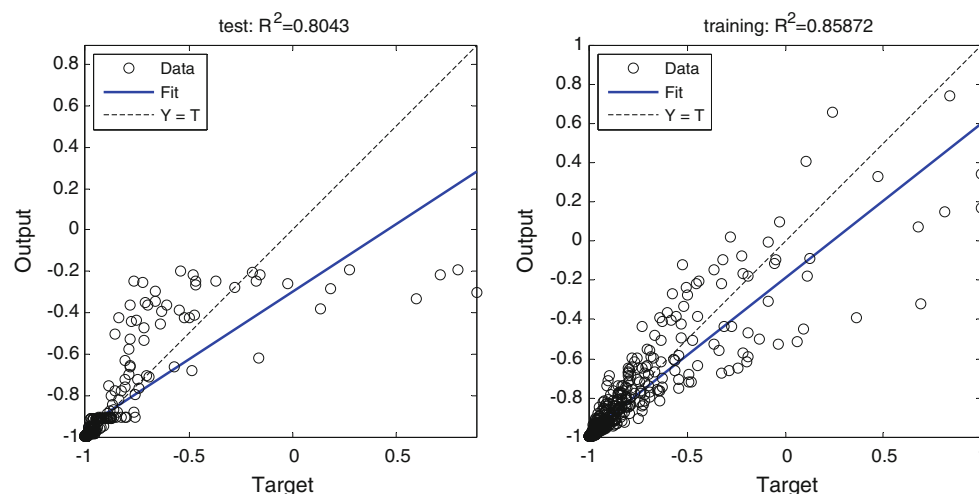 test: R²=0.8043
0.8
0.6
0.4
0.2
0
-0.2
-0.4
-0.6
-0.8
-1
Output
Data
Fit
Y = T
-1
-0.5
0
0.5
Target
training: R²=0.85872
1
0.8
0.6
0.4
0.2
0
-0.2
-0.4
-0.6
-0.8
-1
Output
Data
Fit
Y = T
-1
-0.5
0
0.5
Target